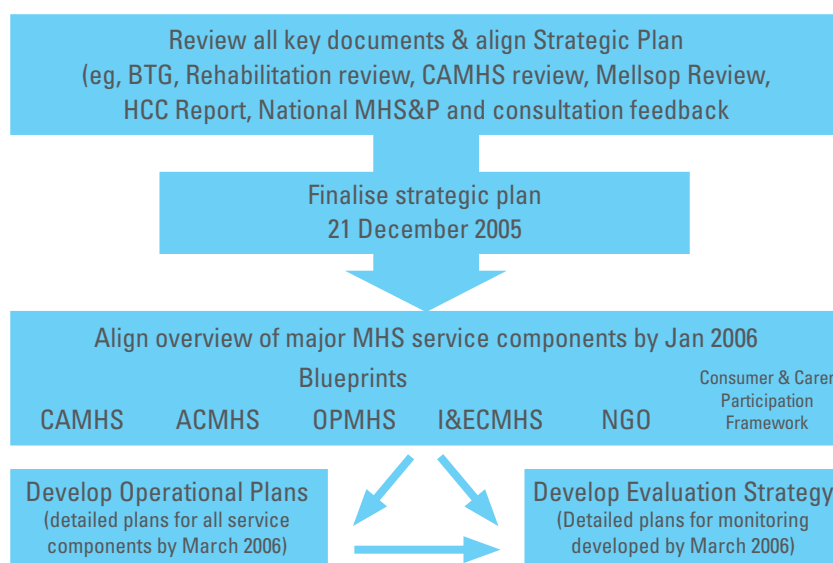 Review all key documents & align Strategic Plan
(eg, BTG, Rehabilitation review, CAMHS review, Mellsop Review,
HCC Report, National MHS&P and consultation feedback
Finalise strategic plan
21 December 2005
Align overview of major MHS service components by Jan 2006
Blueprints
CAMHS ACMHS OPMHS I&ECMHS NGO
Consumer & Carer
Participation
Framework
Develop Operational Plans
(detailed plans for all service
components by March 2006)
Develop Evaluation Strategy
(Detailed plans for monitoring
developed by March 2006)